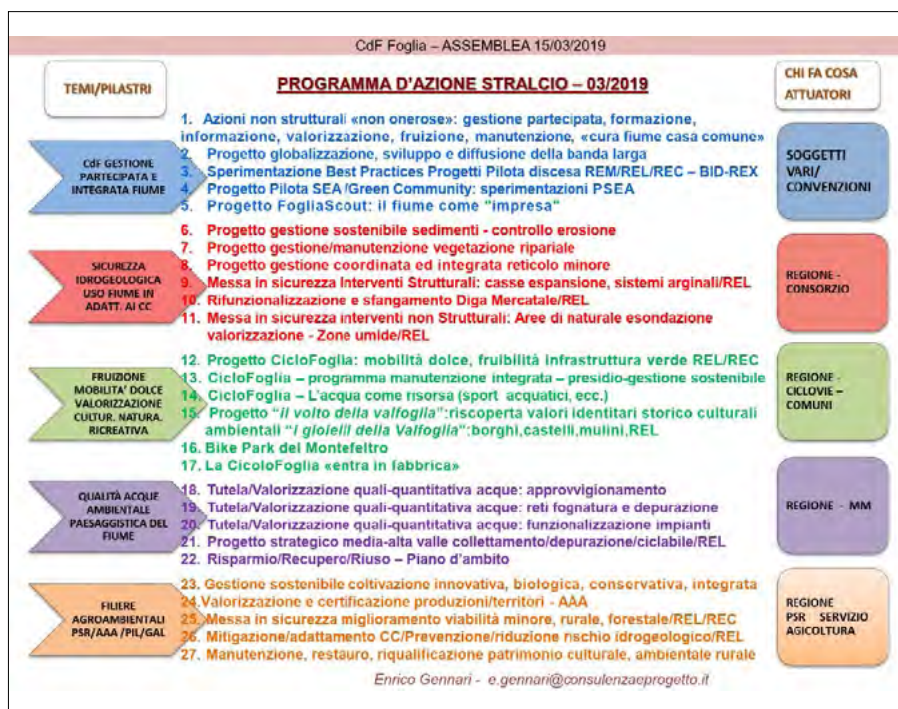 CdF Foglia – ASSEMBLEA 15/03/2019
TEMI/PILASTRI
PROGRAMMA D'AZIONE STRALCIO – 03/2019
CHI FA COSA
ATTUATORI
CdF GESTIONE
PARTECIPATA E
INTEGRATA FIUME
1. Azioni non strutturali «non onerose»: gestione partecipata, formazione,
informazione, valorizzazione, fruizione, manutenzione, «cura fiume casa comune»
2. Progetto globalizzazione, sviluppo e diffusione della banda larga
3. Sperimentazione Best Practices Progetti Pilota discesa REM/REL/REC – BID-REX
4. Progetto Pilota SEA /Green Community: sperimentazioni PSEA
5. Progetto FogliaScout: il fiume come "impresa"
SOGGETTI
VARI/
CONVENZIONI
SICUREZZA
IDROGEOLOGICA
USO FIUME IN
ADATT. AI CC
6. Progetto gestione sostenibile sedimenti - controllo erosione
7. Progetto gestione/manutenzione vegetazione ripariale
8. Progetto gestione coordinata ed integrata reticolo minore
9. Messa in sicurezza Interventi Strutturali: casse espansione, sistemi arginali/REL
10. Rifunzionalizzazione e sfangamento Diga Mercatale/REL
11. Messa in sicurezza interventi non Strutturali: Aree di naturale esondazione
valorizzazione - Zone umide/REL
REGIONE -
CONSORZIO
FRUIZIONE
MOBILITA' DOLCE
VALORIZZAZIONE
CULTUR. NATURA.
RICREATIVA
12. Progetto CicloFoglia: mobilità dolce, fruibilità infrastruttura verde REL/REC
13. CicloFoglia – programma manutenzione integrata – presidio-gestione sostenibile
14. CicloFoglia – L'acqua come risorsa (sport acquatici, ecc.)
15. Progetto "il volto della valfoglia":riscoperta valori identitari storico culturali
ambientali "I gioielli della Valfoglia":borghi,castelli,mulini,REL
16. Bike Park del Montefeltro
17. La CicoloFoglia «entra in fabbrica»
REGIONE -
CICLOVIE –
COMUNI
QUALITÀ ACQUE
AMBIENTALE
PAESAGGISTICA DEL
FIUME
18. Tutela/Valorizzazione quali-quantitativa acque: approvvigionamento
19. Tutela/Valorizzazione quali-quantitativa acque: reti fognatura e depurazione
20. Tutela/Valorizzazione quali-quantitativa acque: funzionalizzazione impianti
21. Progetto strategico media-alta valle collettamento/depurazione/ciclabile/REL
22. Risparmio/Recupero/Riuso – Piano d'ambito
REGIONE - MM
FILIERE
AGROAMBIENTALI
PSR/AAA /PIL/GAL
23. Gestione sostenibile coltivazione innovativa, biologica, conservativa, integrata
24.Valorizzazione e certificazione produzioni/territori - AAA
25. Messa in sicurezza miglioramento viabilità minore, rurale, forestale/REL/REC
26. Mitigazione/adattamento CC/Prevenzione/riduzione rischio idrogeologico/REL
27. Manutenzione, restauro, riqualificazione patrimonio culturale, ambientale rurale
REGIONE
PSR SERVIZIO
AGICOLTURA
Enrico Gennari - e.gennari@consulenzaeprogetto.it